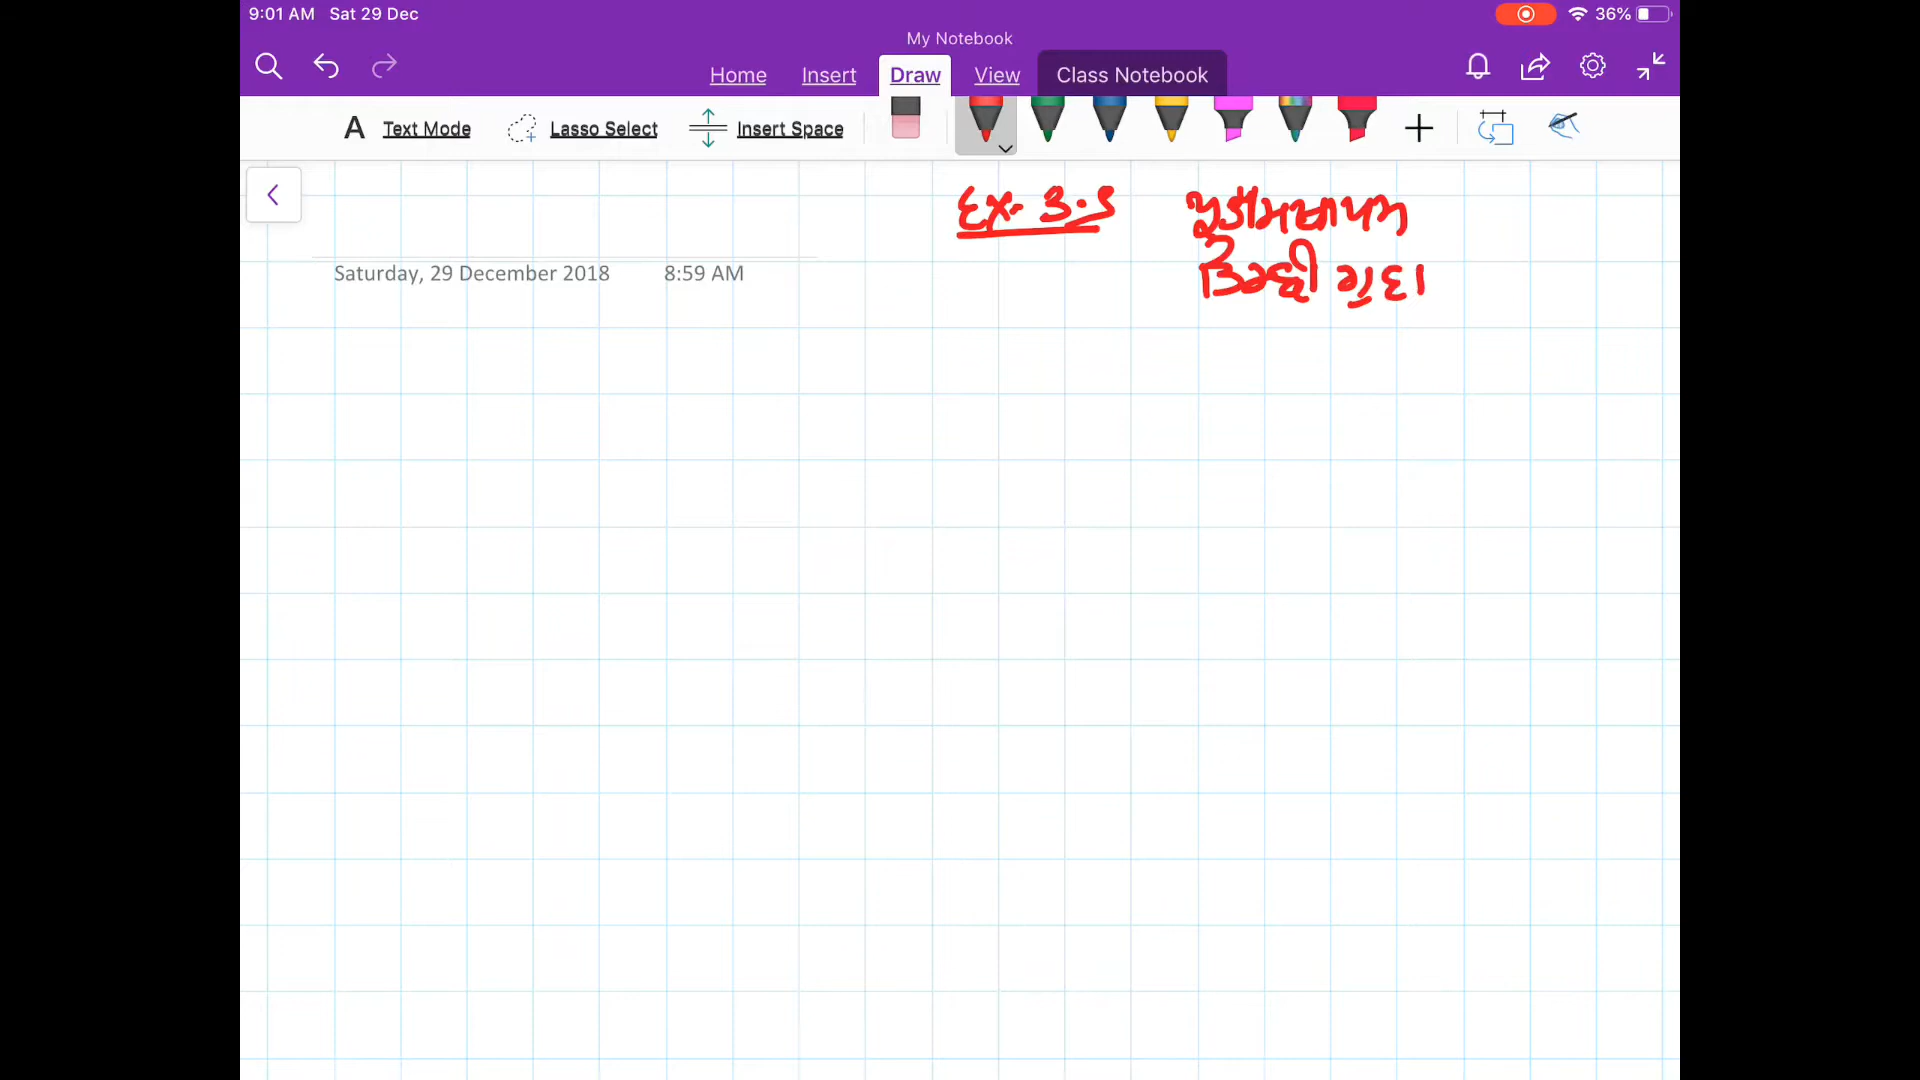 9:01 AM Sat 29 Dec
36%
My Notebook
Home Insert Draw View Class Notebook
A Text Mode Lasso Select Insert Space
Ex. 3.5
Saturday, 29 December 2018 8:59 AM